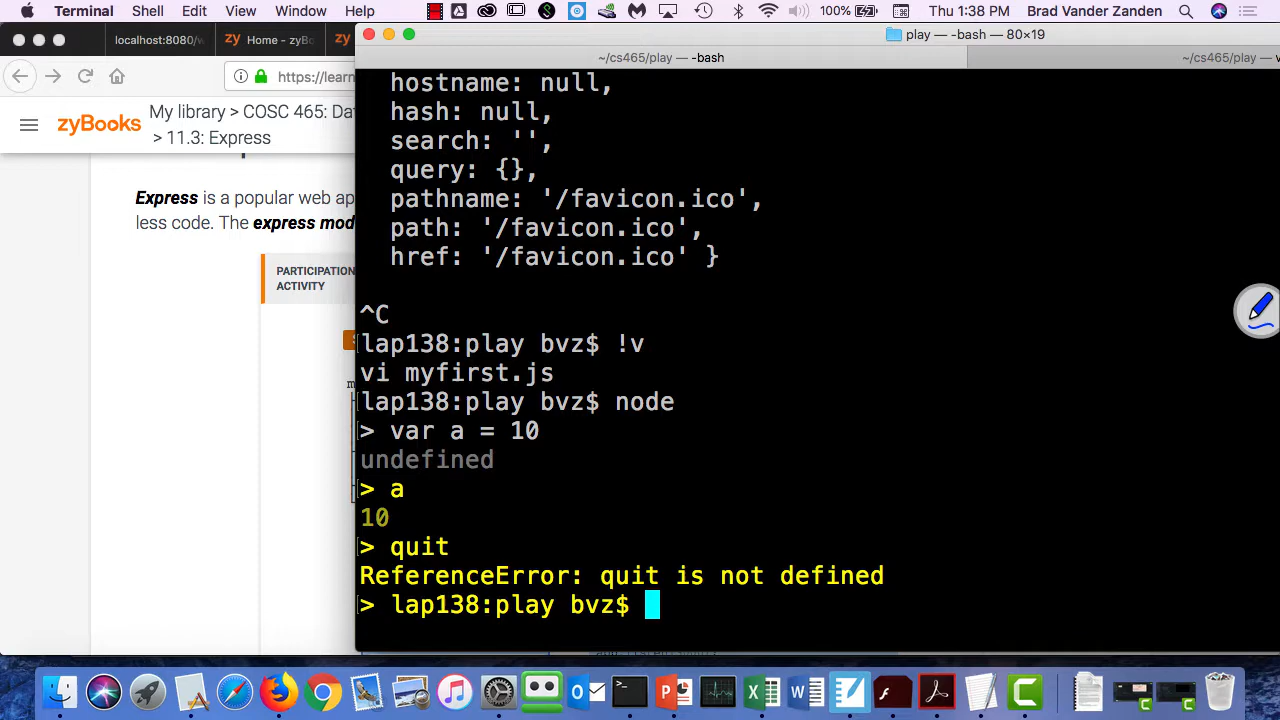 Terminal Shell Edit View Window Help 100% Thu 1:38 PM Brad Vander Zanden
localhost:8080/ zy Home - zyBo zy
play — -bash — 80×19
~/cs465/play — -bash
~/cs465/play — v
https://learn
zyBooks
My library > COSC 465: Dat
> 11.3: Express
Express is a popular web ap
less code. The express mod
PARTICIPATION
ACTIVITY
hostname: null,
hash: null,
search: '',
query: {},
pathname: '/favicon.ico',
path: '/favicon.ico',
href: '/favicon.ico' }
^C
lap138:play bvz$ !v
vi myfirst.js
lap138:play bvz$ node
> var a = 10
undefined
> a
10
> quit
ReferenceError: quit is not defined
> lap138:play bvz$